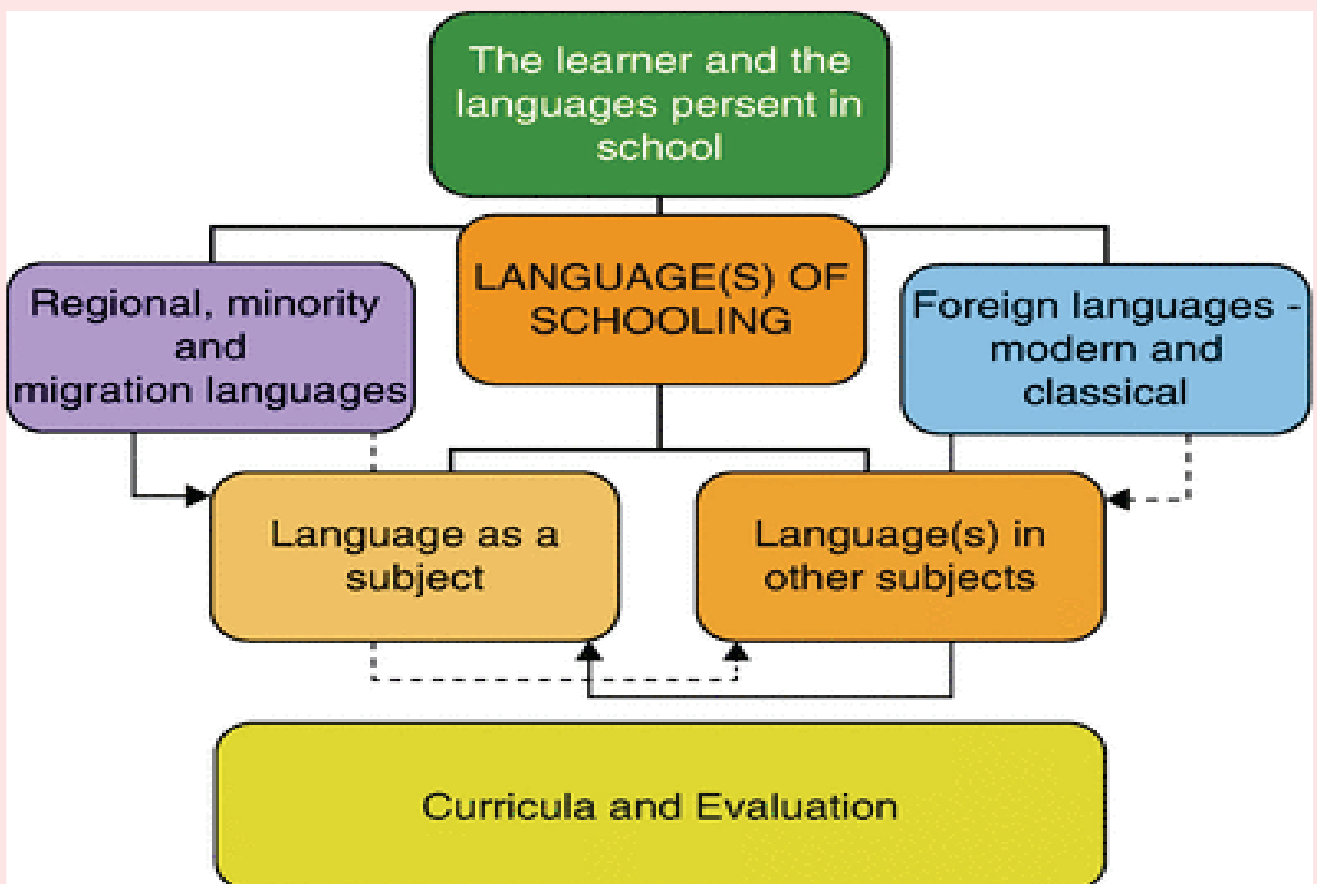 The learner and the
languages persent in
school
LANGUAGE(S) OF
SCHOOLING
Regional, minority
and
migration languages
Foreign languages -
modern and
classical
Language as a
subject
Language(s) in
other subjects
Curricula and Evaluation